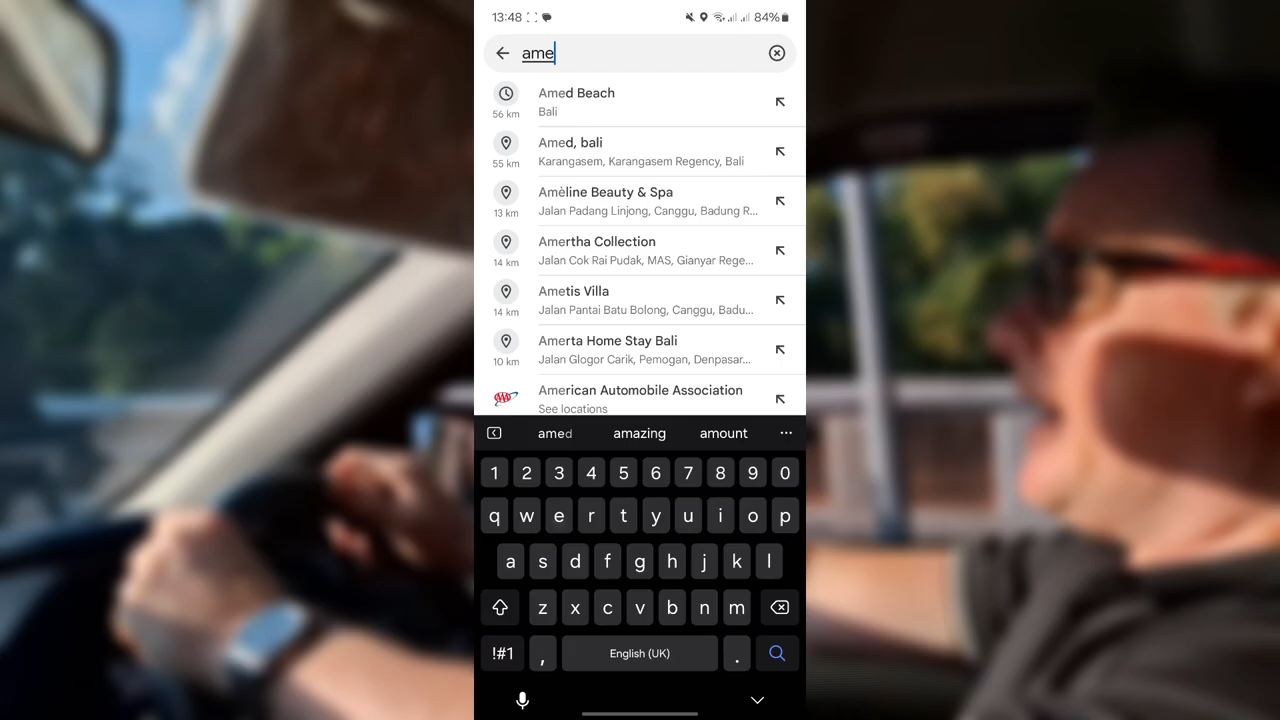 13:48 84%
ame
Amed Beach
56 km Bali
Amed, bali
55 km Karangasem, Karangasem Regency, Bali
Amèline Beauty & Spa
13 km Jalan Padang Linjong, Canggu, Badung R...
Amertha Collection
14 km Jalan Cok Rai Pudak, MAS, Gianyar Rege...
Ametis Villa
14 km Jalan Pantai Batu Bolong, Canggu, Badu...
Amerta Home Stay Bali
10 km Jalan Glogor Carik, Pemogan, Denpasar...
AAA American Automobile Association
See locations
amed amazing amount ...
1 2 3 4 5 6 7 8 9 0
q w e r t y u i o p
a s d f g h j k l
z x c v b n m
!#1 , English (UK) .